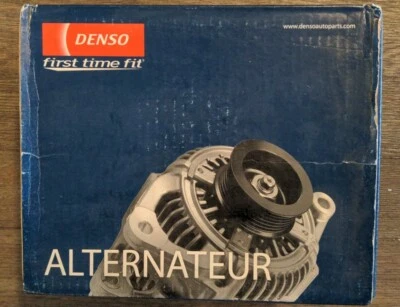 DENSO
www.densoautoparts.com
first time fit®
ALTERNATEUR